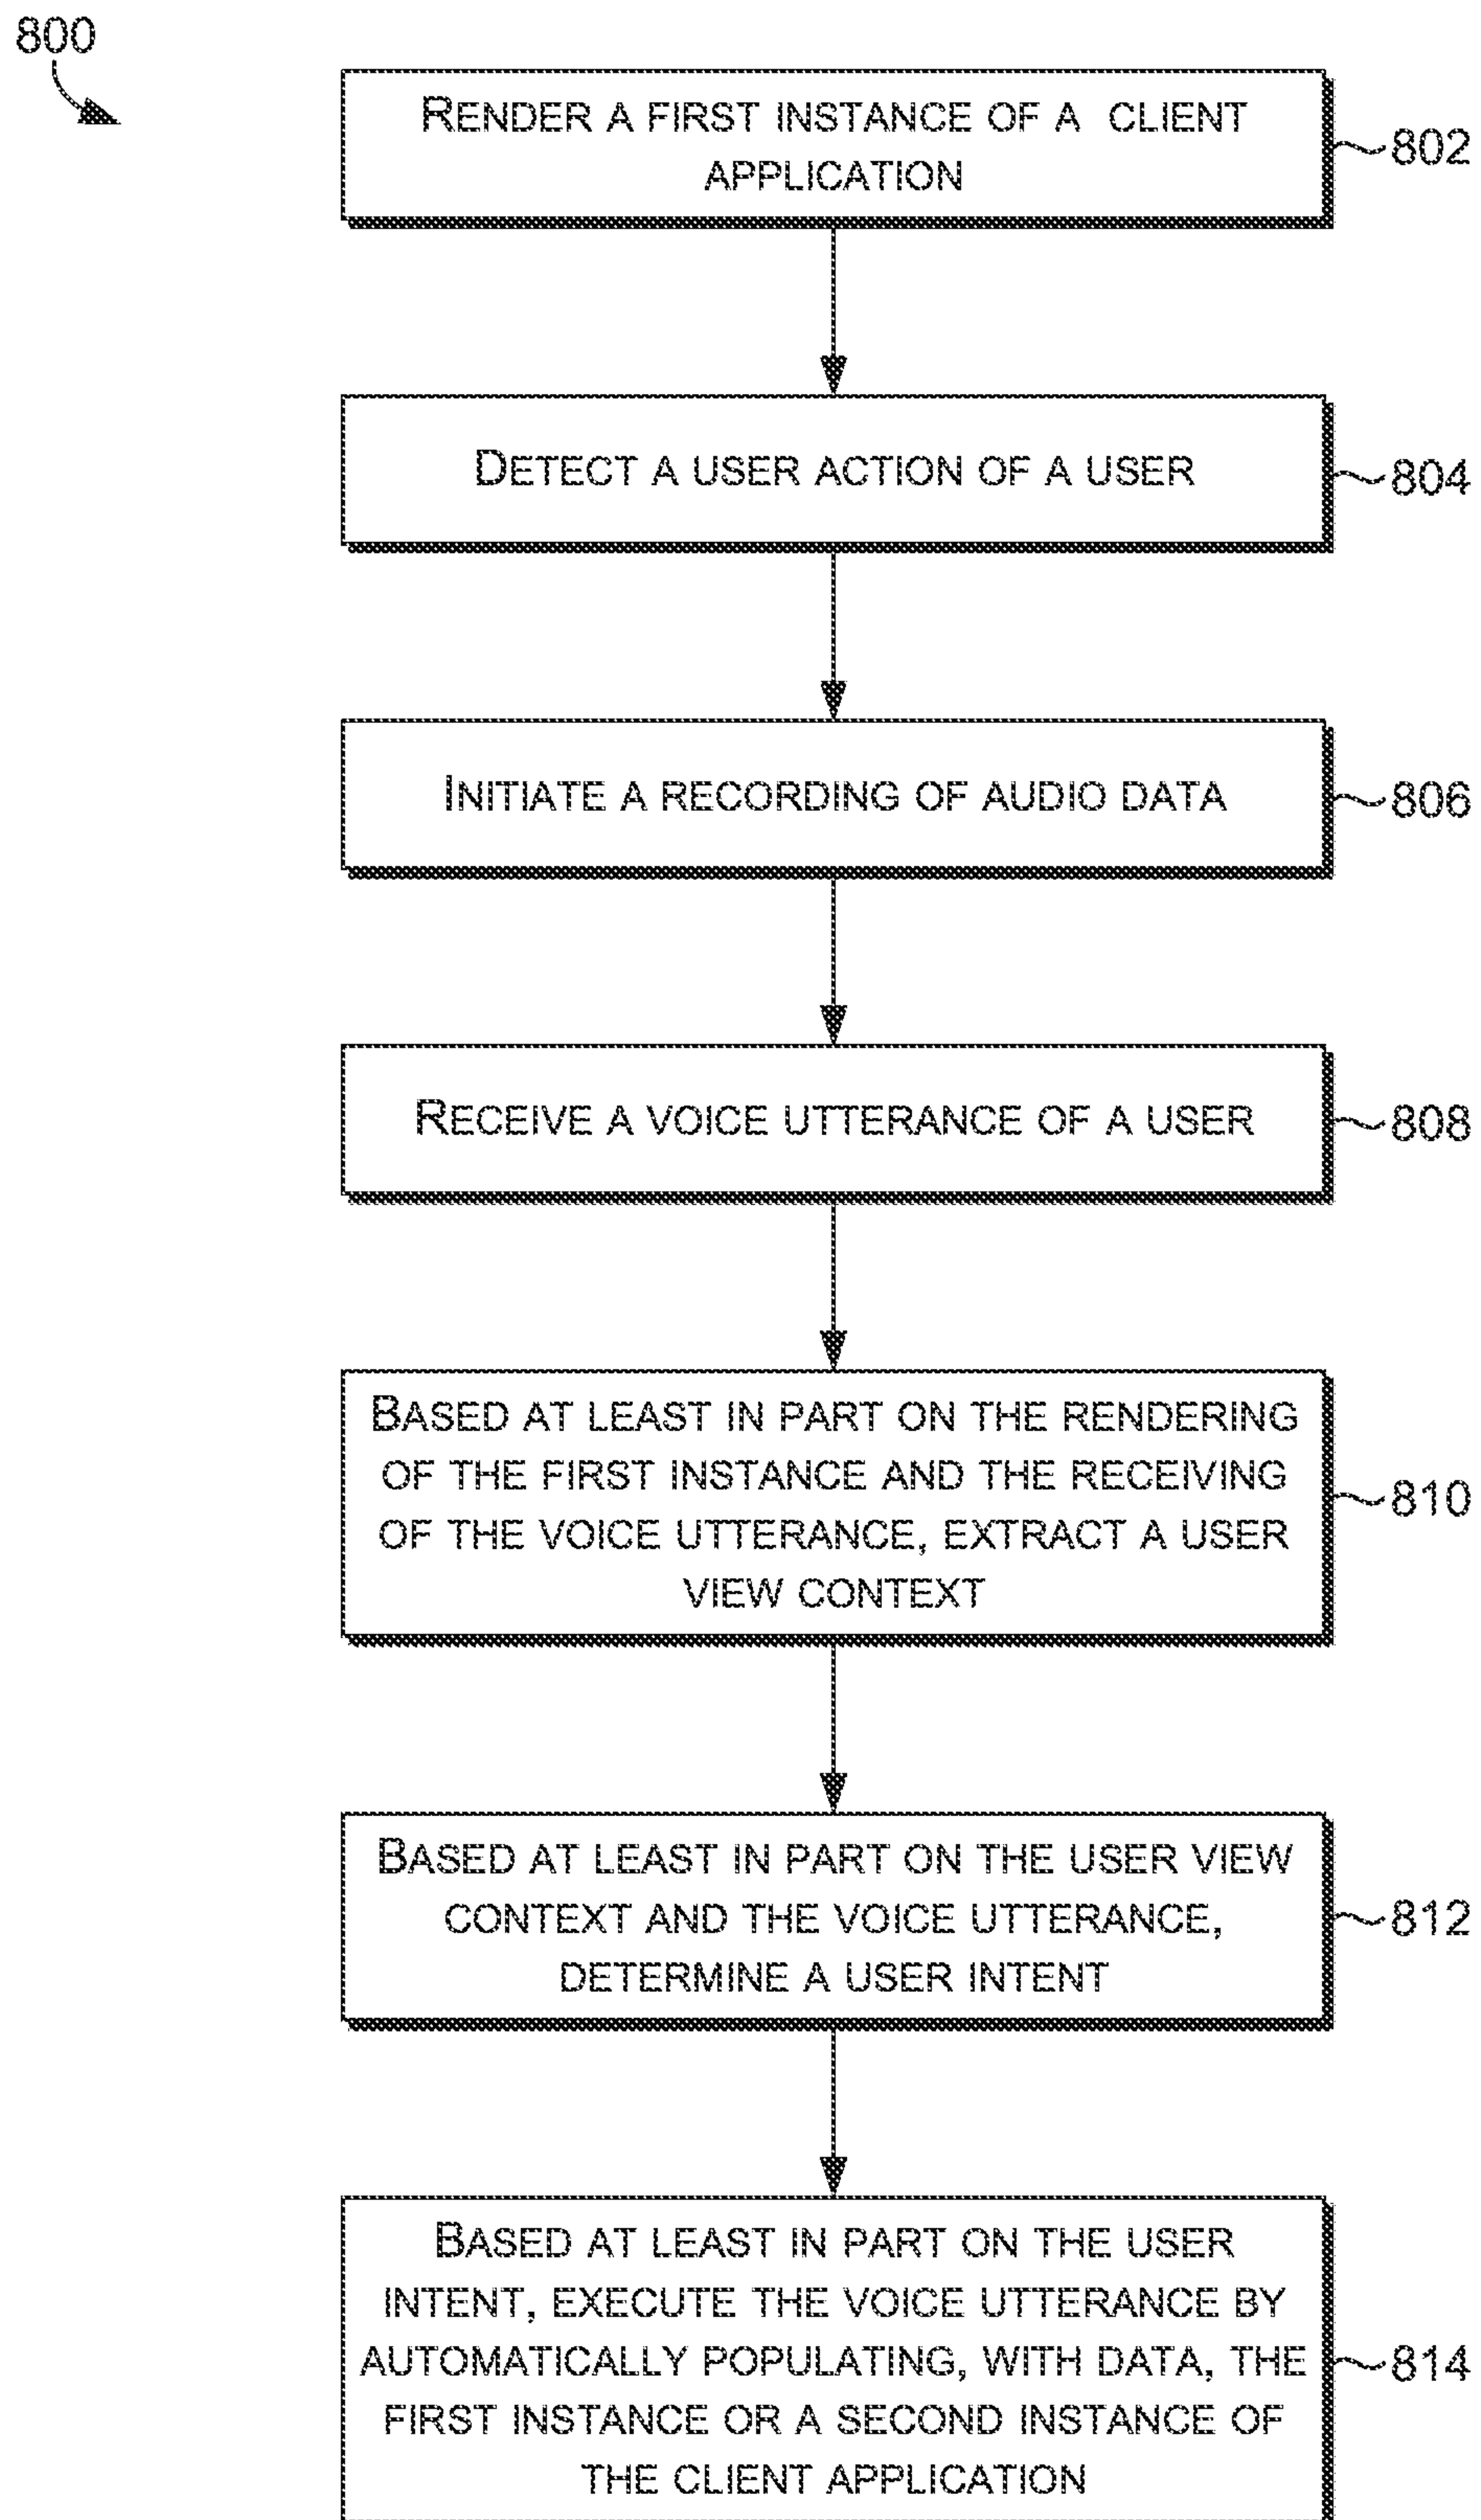 800
RENDER A FIRST INSTANCE OF A CLIENT
APPLICATION
802
DETECT A USER ACTION OF A USER
804
INITIATE A RECORDING OF AUDIO DATA
806
RECEIVE A VOICE UTTERANCE OF A USER
808
BASED AT LEAST IN PART ON THE RENDERING
OF THE FIRST INSTANCE AND THE RECEIVING
OF THE VOICE UTTERANCE, EXTRACT A USER
VIEW CONTEXT
810
BASED AT LEAST IN PART ON THE USER VIEW
CONTEXT AND THE VOICE UTTERANCE,
DETERMINE A USER INTENT
812
BASED AT LEAST IN PART ON THE USER
INTENT, EXECUTE THE VOICE UTTERANCE BY
AUTOMATICALLY POPULATING, WITH DATA, THE
FIRST INSTANCE OR A SECOND INSTANCE OF
THE CLIENT APPLICATION
814